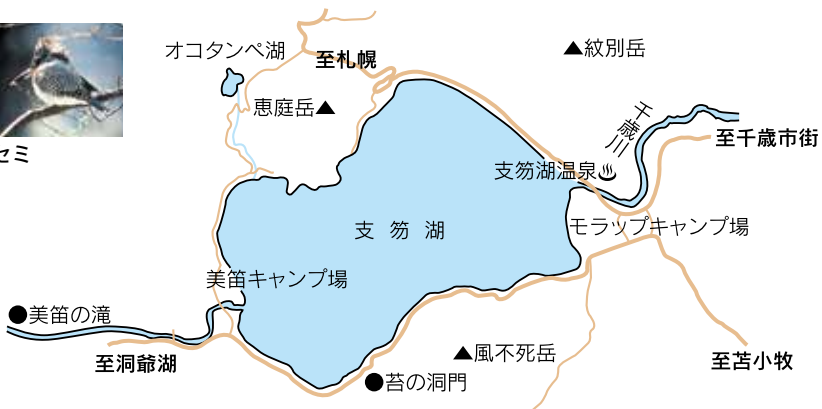 オコタンペ湖
至札幌
▲紋別岳
恵庭岳▲
千歳川
至千歳市街
セミ
支笏湖温泉♨
支笏湖
モラップキャンプ場
美笛キャンプ場
●美笛の滝
至洞爺湖
▲風不死岳
至苫小牧
●苔の洞門